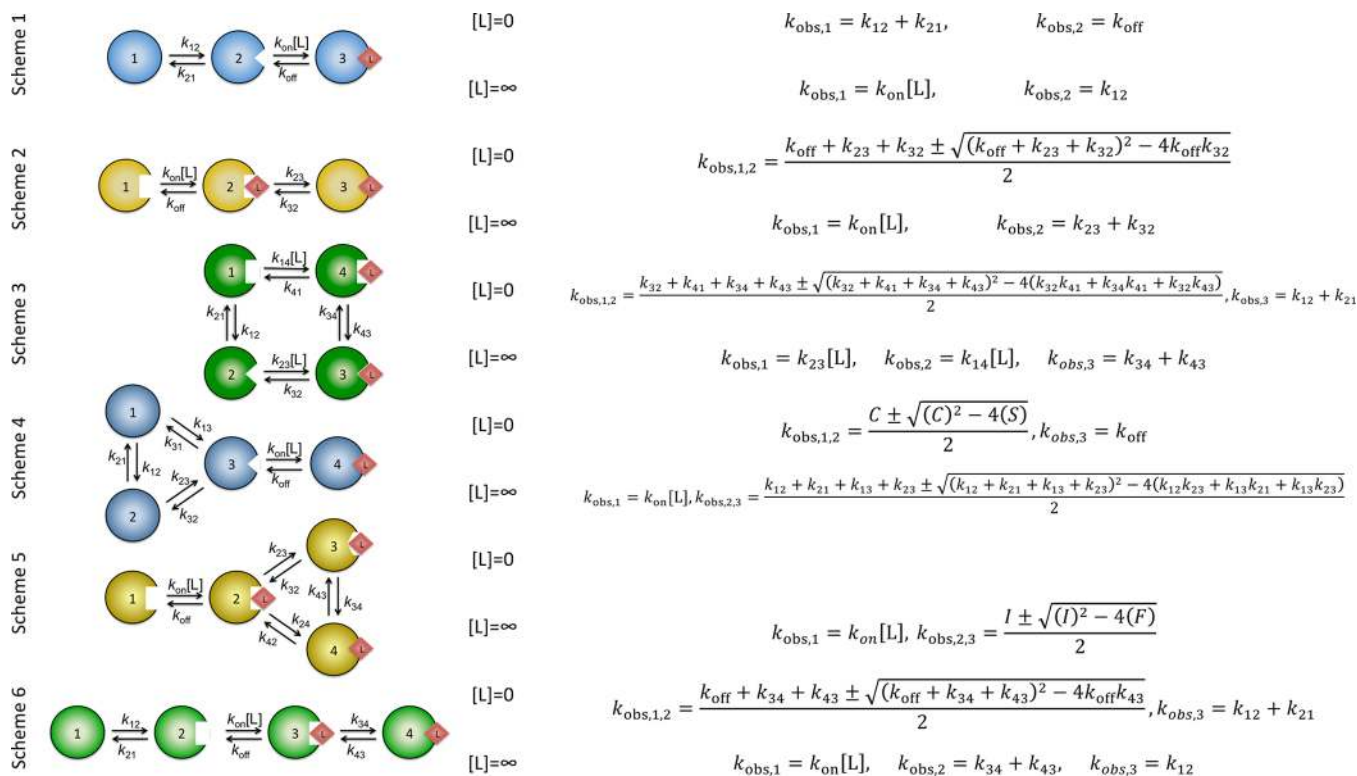 Scheme 1
1 k12 k21 2 kon[L] koff 3 L
[L]=0 kobs,1 = k12 + k21, kobs,2 = koff
[L]=∞ kobs,1 = kon[L], kobs,2 = k12
Scheme 2
1 kon[L] koff 2 L k23 k32 3 L
[L]=0 kobs,1,2 = (koff + k23 + k32 ± √((koff + k23 + k32)² − 4koffk32)) / 2
[L]=∞ kobs,1 = kon[L], kobs,2 = k23 + k32
Scheme 3
1 k14[L] k41 4 L
k21 k12 k34 k43
2 k23[L] k32 3 L
[L]=0 kobs,1,2 = (k32 + k41 + k34 + k43 ± √((k32 + k41 + k34 + k43)² − 4(k32k41 + k34k41 + k32k43))) / 2, kobs,3 = k12 + k21
[L]=∞ kobs,1 = k23[L], kobs,2 = k14[L], kobs,3 = k34 + k43
Scheme 4
1 k13 k31
k21 k12 3 kon[L] koff 4 L
k23 k32
2
[L]=0 kobs,1,2 = (C ± √((C)² − 4(S))) / 2, kobs,3 = koff
[L]=∞ kobs,1 = kon[L], kobs,2,3 = (k12 + k21 + k13 + k23 ± √((k12 + k21 + k13 + k23)² − 4(k12k23 + k13k21 + k13k23))) / 2
Scheme 5
k23 3 L
1 kon[L] koff 2 L k32 k43 k34
k24 k42 4 L
[L]=0
[L]=∞ kobs,1 = kon[L], kobs,2,3 = (I ± √((I)² − 4(F))) / 2
Scheme 6
1 k12 k21 2 kon[L] koff 3 L k34 k43 4 L
[L]=0 kobs,1,2 = (koff + k34 + k43 ± √((koff + k34 + k43)² − 4koffk43)) / 2, kobs,3 = k12 + k21
[L]=∞ kobs,1 = kon[L], kobs,2 = k34 + k43, kobs,3 = k12